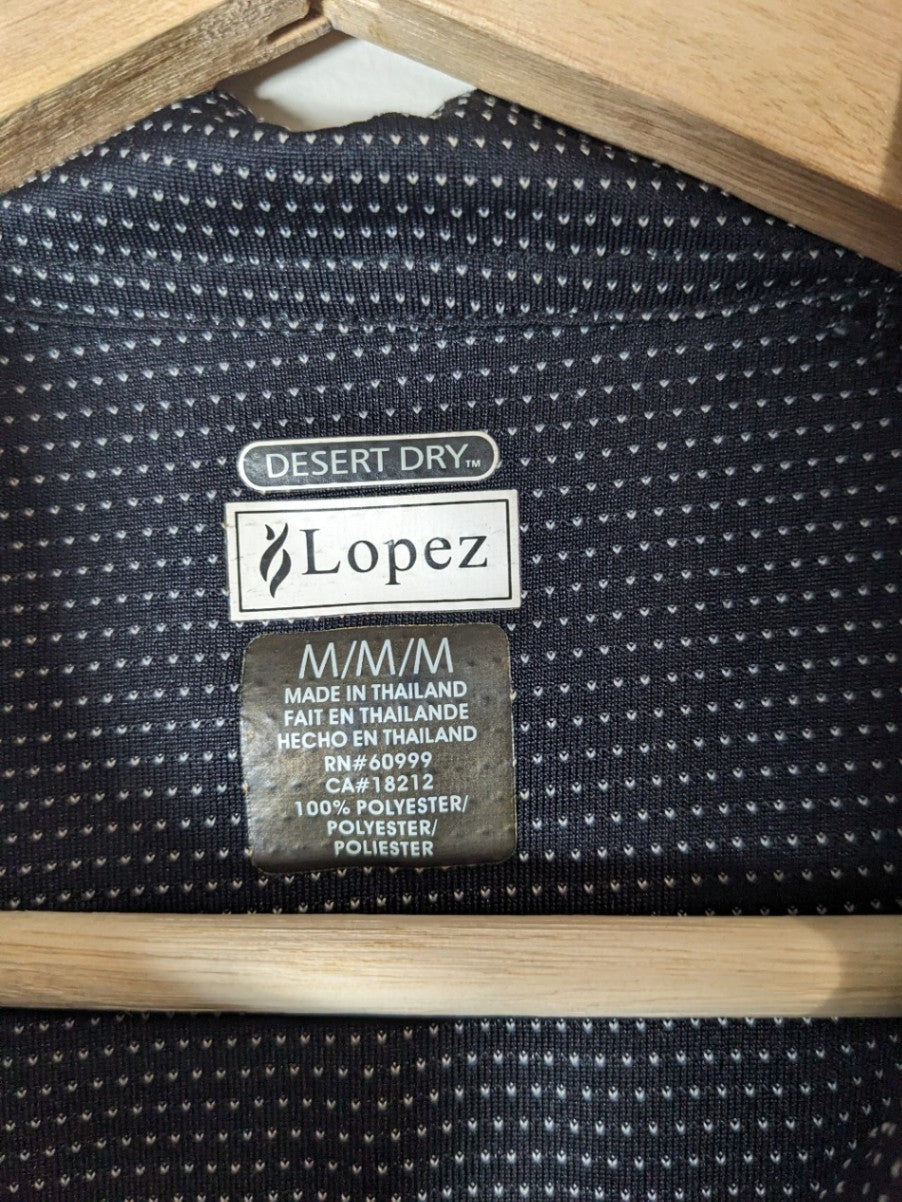 DESERT DRY™
Lopez
M/M/M
MADE IN THAILAND
FAIT EN THAILANDE
HECHO EN THAILAND
RN#60999
CA#18212
100% POLYESTER/
POLYESTER/
POLIESTER